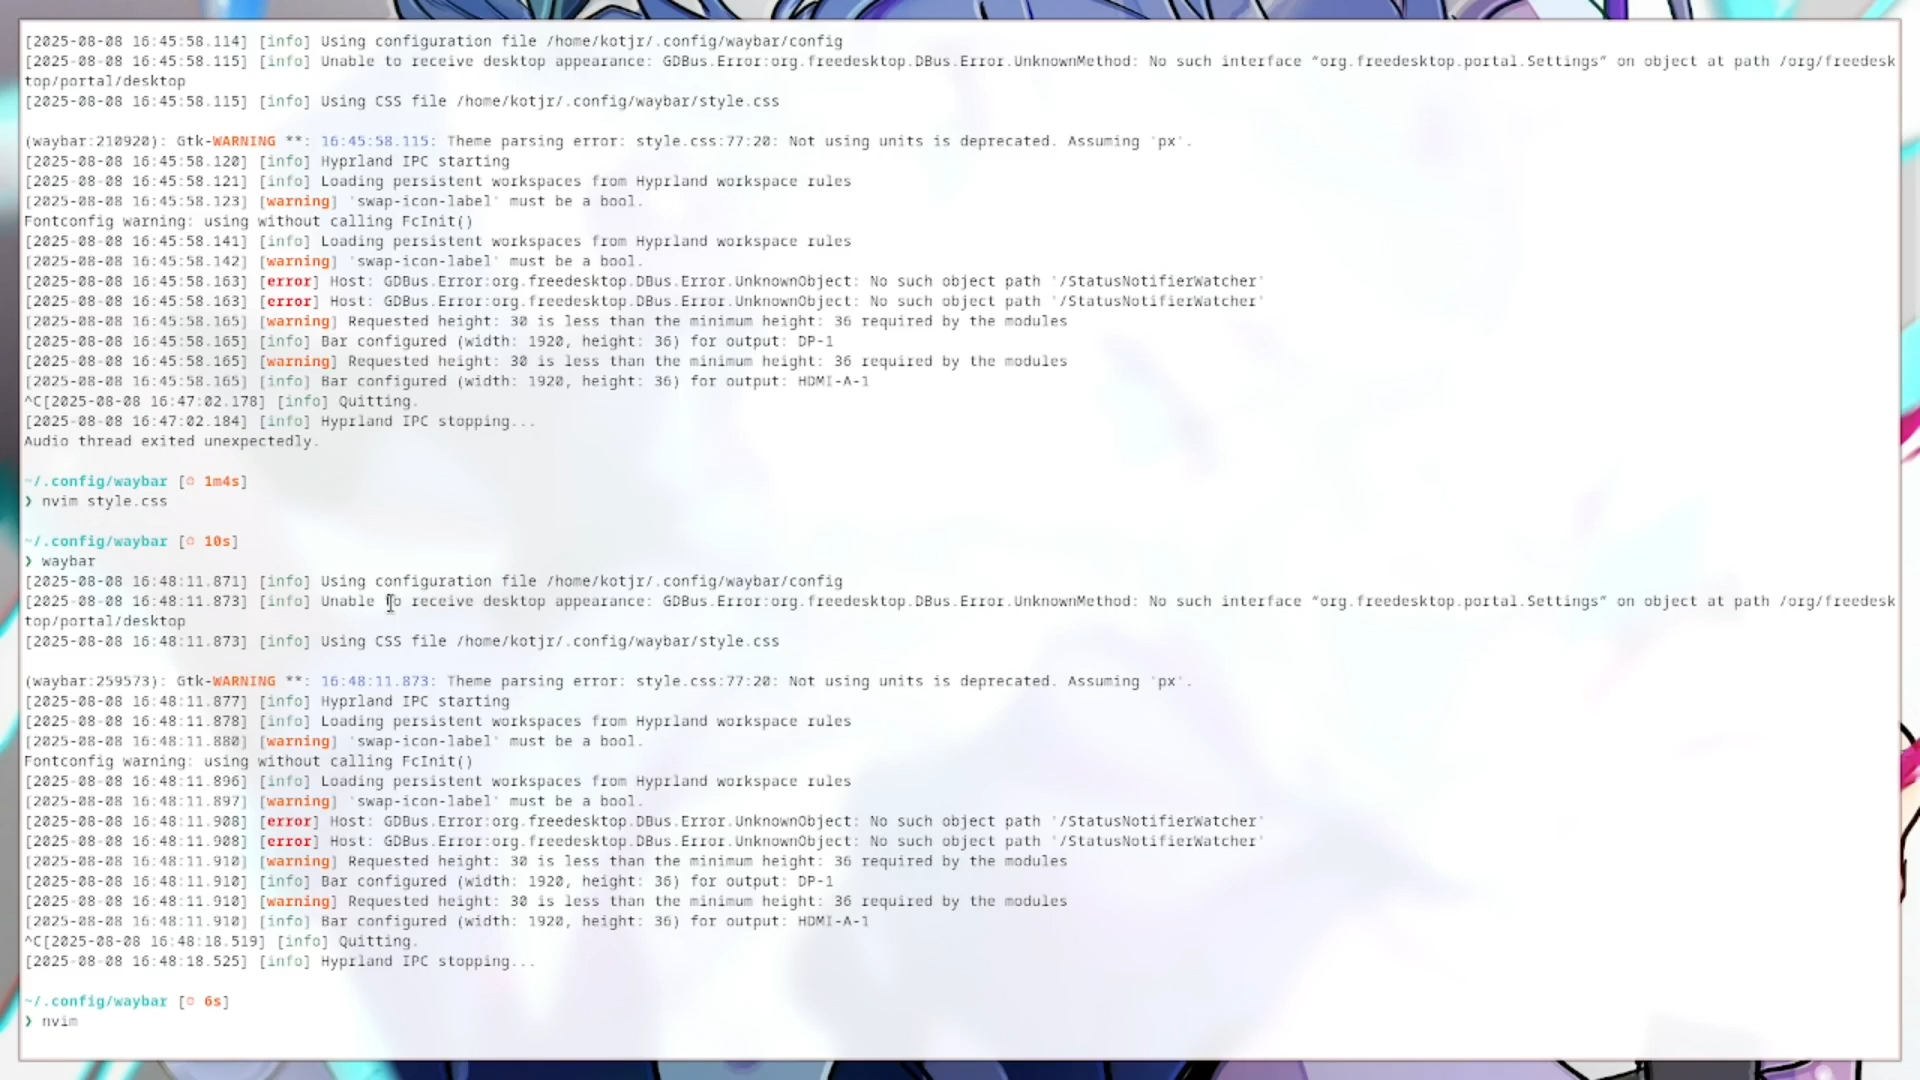 [2025-08-08 16:45:58.114] [info] Using configuration file /home/kotjr/.config/waybar/config
[2025-08-08 16:45:58.115] [info] Unable to receive desktop appearance: GDBus.Error:org.freedesktop.DBus.Error.UnknownMethod: No such interface “org.freedesktop.portal.Settings” on object at path /org/freedesk
top/portal/desktop
[2025-08-08 16:45:58.115] [info] Using CSS file /home/kotjr/.config/waybar/style.css
(waybar:210920): Gtk-WARNING **: 16:45:58.115: Theme parsing error: style.css:77:20: Not using units is deprecated. Assuming 'px'.
[2025-08-08 16:45:58.120] [info] Hyprland IPC starting
[2025-08-08 16:45:58.121] [info] Loading persistent workspaces from Hyprland workspace rules
[2025-08-08 16:45:58.123] [warning] 'swap-icon-label' must be a bool.
Fontconfig warning: using without calling FcInit()
[2025-08-08 16:45:58.141] [info] Loading persistent workspaces from Hyprland workspace rules
[2025-08-08 16:45:58.142] [warning] 'swap-icon-label' must be a bool.
[2025-08-08 16:45:58.163] [error] Host: GDBus.Error:org.freedesktop.DBus.Error.UnknownObject: No such object path '/StatusNotifierWatcher'
[2025-08-08 16:45:58.163] [error] Host: GDBus.Error:org.freedesktop.DBus.Error.UnknownObject: No such object path '/StatusNotifierWatcher'
[2025-08-08 16:45:58.165] [warning] Requested height: 30 is less than the minimum height: 36 required by the modules
[2025-08-08 16:45:58.165] [info] Bar configured (width: 1920, height: 36) for output: DP-1
[2025-08-08 16:45:58.165] [warning] Requested height: 30 is less than the minimum height: 36 required by the modules
[2025-08-08 16:45:58.165] [info] Bar configured (width: 1920, height: 36) for output: HDMI-A-1
^C[2025-08-08 16:47:02.178] [info] Quitting.
[2025-08-08 16:47:02.184] [info] Hyprland IPC stopping...
Audio thread exited unexpectedly.
~/.config/waybar [ 1m4s]
❯ nvim style.css
~/.config/waybar [ 10s]
❯ waybar
[2025-08-08 16:48:11.871] [info] Using configuration file /home/kotjr/.config/waybar/config
[2025-08-08 16:48:11.873] [info] Unable to receive desktop appearance: GDBus.Error:org.freedesktop.DBus.Error.UnknownMethod: No such interface “org.freedesktop.portal.Settings” on object at path /org/freedesk
top/portal/desktop
[2025-08-08 16:48:11.873] [info] Using CSS file /home/kotjr/.config/waybar/style.css
(waybar:259573): Gtk-WARNING **: 16:48:11.873: Theme parsing error: style.css:77:20: Not using units is deprecated. Assuming 'px'.
[2025-08-08 16:48:11.877] [info] Hyprland IPC starting
[2025-08-08 16:48:11.878] [info] Loading persistent workspaces from Hyprland workspace rules
[2025-08-08 16:48:11.880] [warning] 'swap-icon-label' must be a bool.
Fontconfig warning: using without calling FcInit()
[2025-08-08 16:48:11.896] [info] Loading persistent workspaces from Hyprland workspace rules
[2025-08-08 16:48:11.897] [warning] 'swap-icon-label' must be a bool.
[2025-08-08 16:48:11.908] [error] Host: GDBus.Error:org.freedesktop.DBus.Error.UnknownObject: No such object path '/StatusNotifierWatcher'
[2025-08-08 16:48:11.908] [error] Host: GDBus.Error:org.freedesktop.DBus.Error.UnknownObject: No such object path '/StatusNotifierWatcher'
[2025-08-08 16:48:11.910] [warning] Requested height: 30 is less than the minimum height: 36 required by the modules
[2025-08-08 16:48:11.910] [info] Bar configured (width: 1920, height: 36) for output: DP-1
[2025-08-08 16:48:11.910] [warning] Requested height: 30 is less than the minimum height: 36 required by the modules
[2025-08-08 16:48:11.910] [info] Bar configured (width: 1920, height: 36) for output: HDMI-A-1
^C[2025-08-08 16:48:18.519] [info] Quitting.
[2025-08-08 16:48:18.525] [info] Hyprland IPC stopping...
~/.config/waybar [ 6s]
❯ nvim